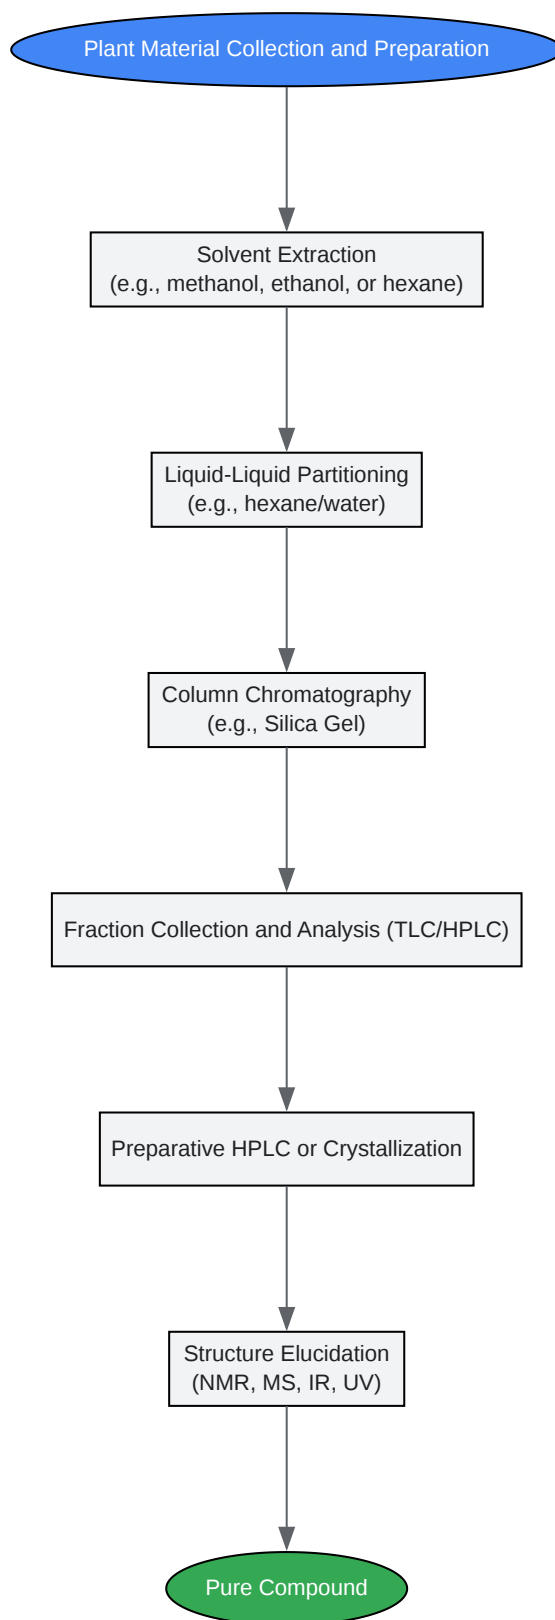 Plant Material Collection and Preparation
Solvent Extraction
(e.g., methanol, ethanol, or hexane)
Liquid-Liquid Partitioning
(e.g., hexane/water)
Column Chromatography
(e.g., Silica Gel)
Fraction Collection and Analysis (TLC/HPLC)
Preparative HPLC or Crystallization
Structure Elucidation
(NMR, MS, IR, UV)
Pure Compound